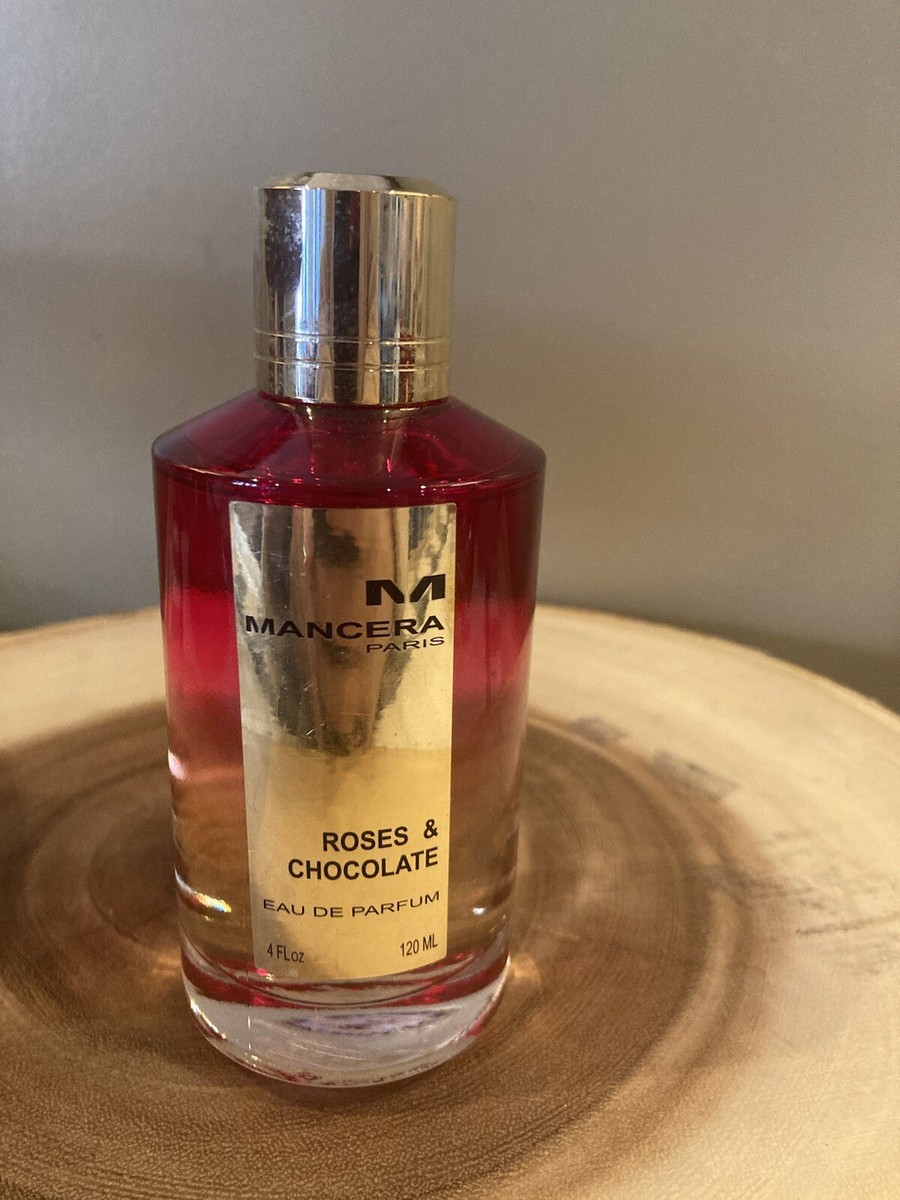 M
MANCERA
PARIS
ROSES &
CHOCOLATE
EAU DE PARFUM
4 FLoz 120 ML